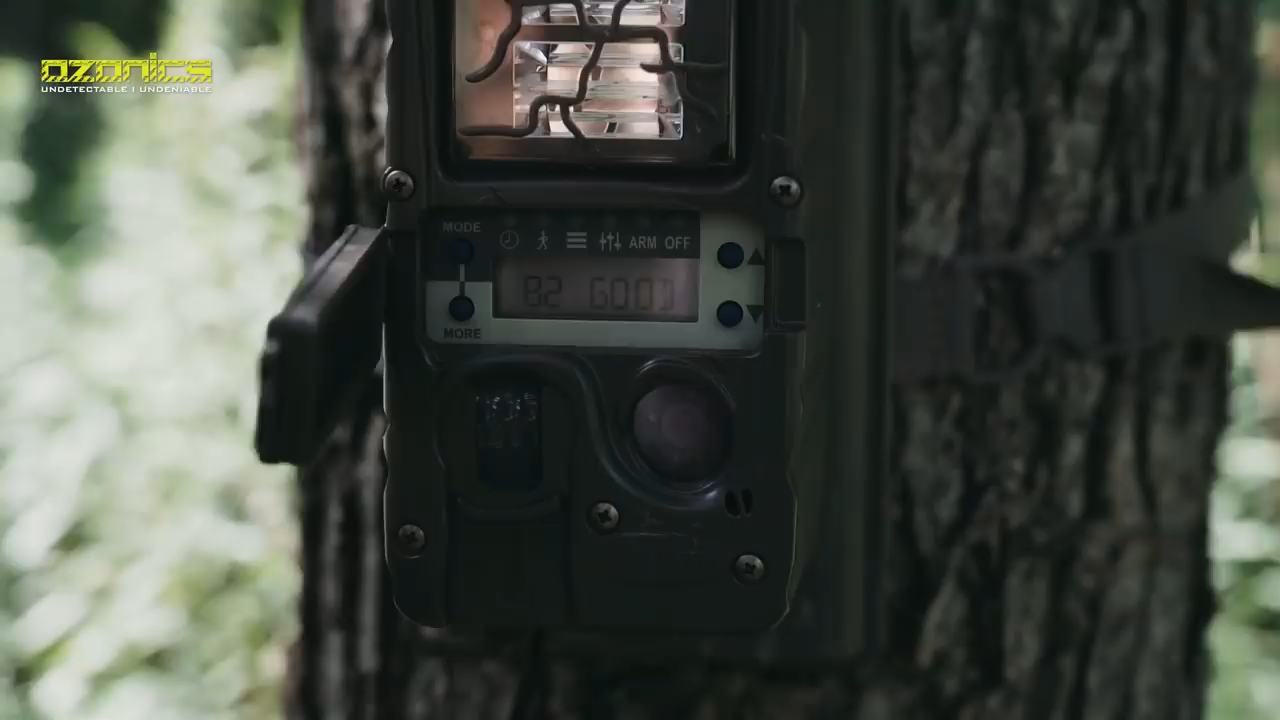 ozonics
UNDETECTABLE | UNDENIABLE
MODE
ARM OFF
B2 GOOD
MORE